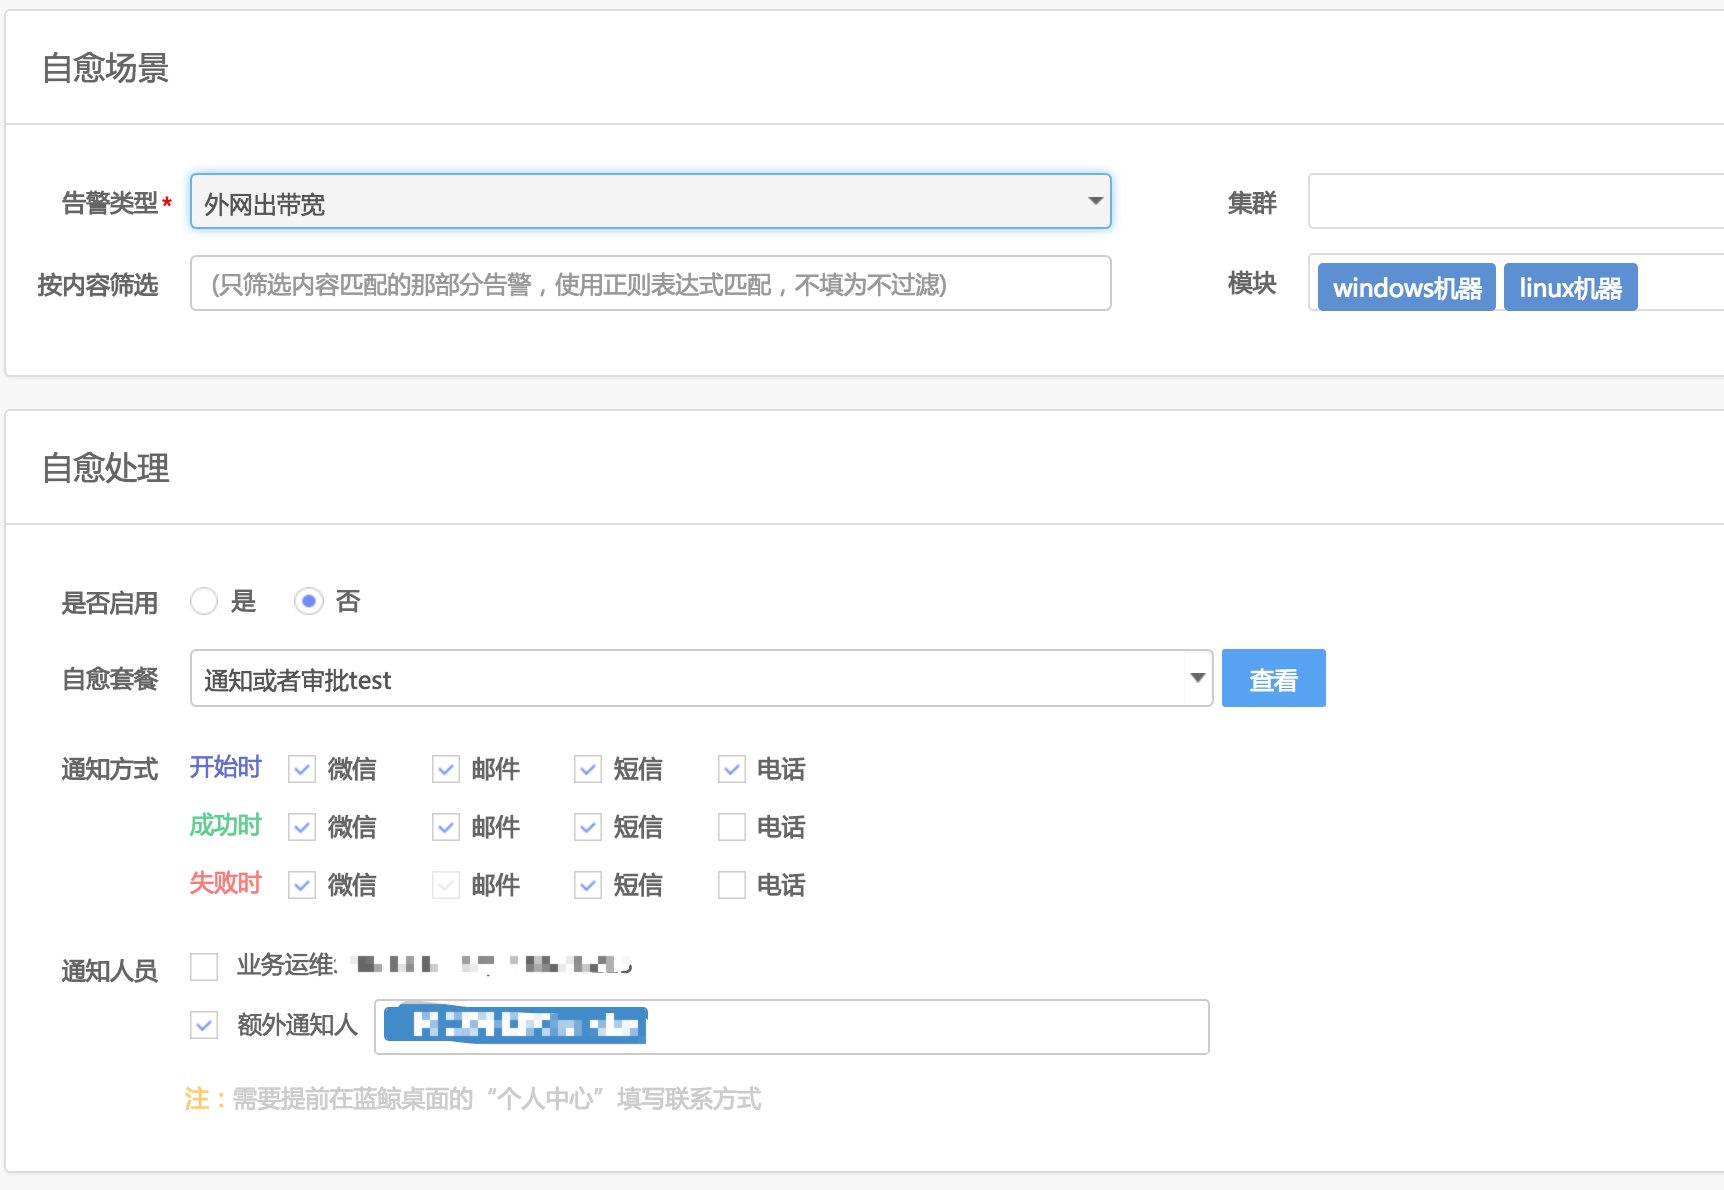 自愈场景
告警类型* 外网出带宽 集群
按内容筛选 (只筛选内容匹配的那部分告警，使用正则表达式匹配，不填为不过滤) 模块 windows机器 linux机器
自愈处理
是否启用 是 否
自愈套餐 通知或者审批test 查看
通知方式 开始时 微信 邮件 短信 电话
成功时 微信 邮件 短信 电话
失败时 微信 邮件 短信 电话
通知人员 业务运维:
额外通知人
注：需要提前在蓝鲸桌面的“个人中心”填写联系方式